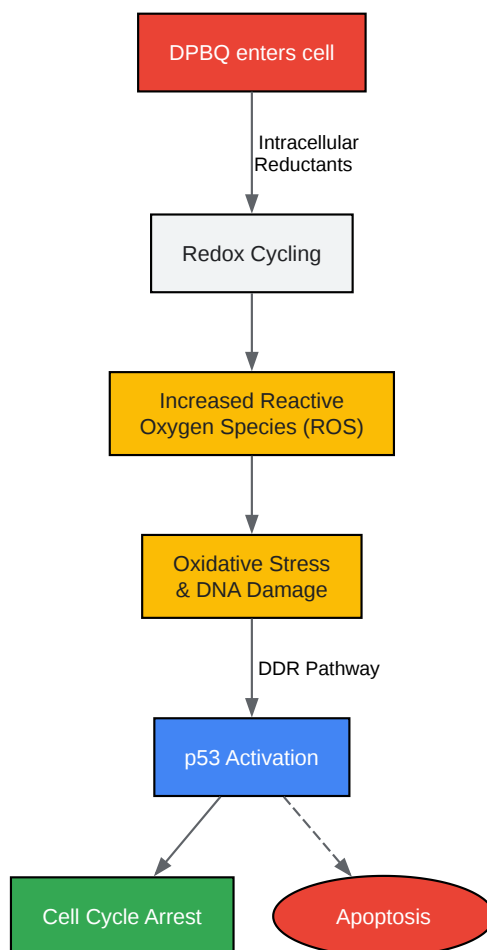 DPBQ enters cell
Intracellular
Reductants
Redox Cycling
Increased Reactive
Oxygen Species (ROS)
Oxidative Stress
& DNA Damage
DDR Pathway
p53 Activation
Cell Cycle Arrest
Apoptosis